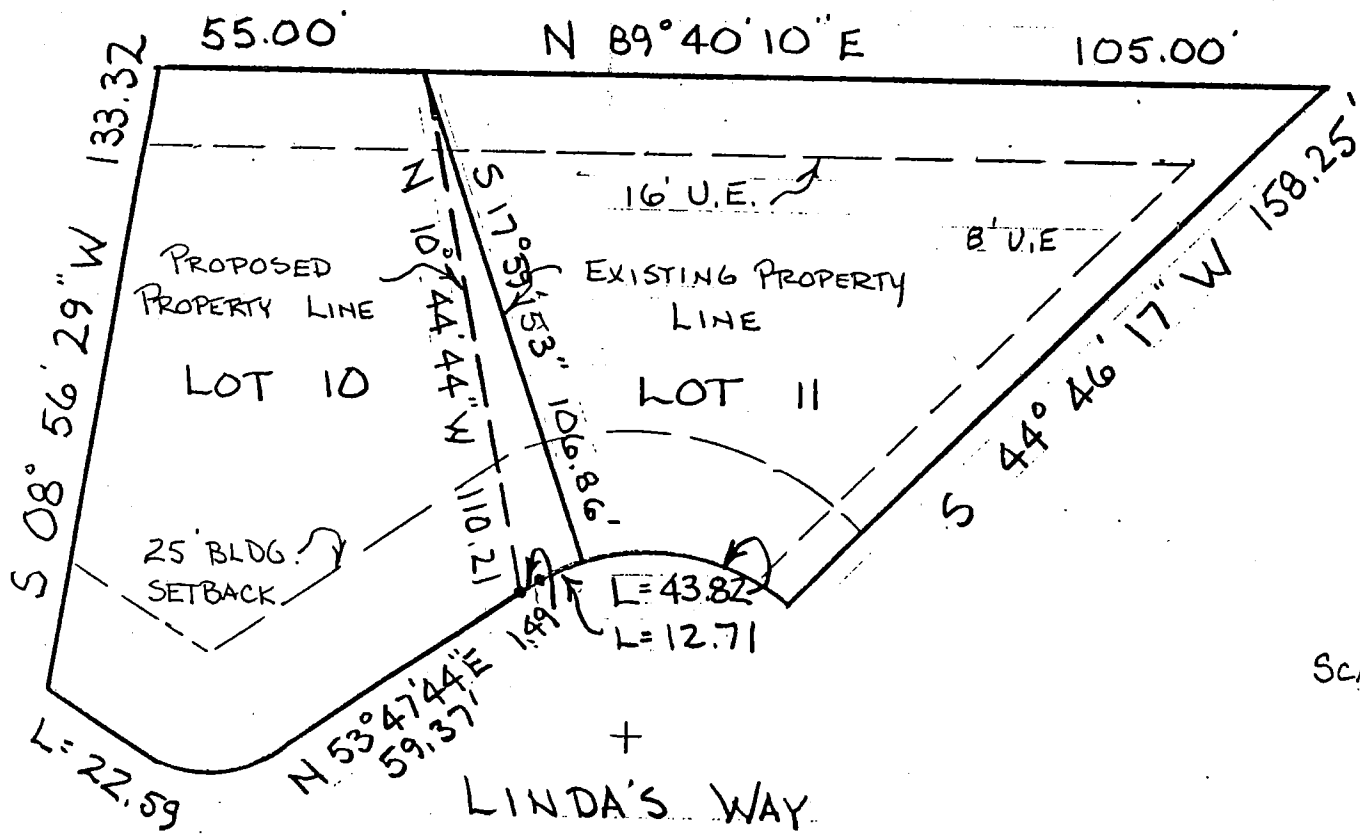 55.00'
N 89°40'10"E
105.00'
133.32
S 08° 56' 29" W
16' U.E.
8' U.E
158.25'
S 44° 46' 17" W
N 10° 44' 44" W
110.21
S 17°59'53" 106.86
PROPOSED
PROPERTY LINE
EXISTING PROPERTY
LINE
LOT 10
LOT 11
25' BLDG.
SETBACK
L=43.82
L=12.71
1.49
N 53°47'44"E
59.37'
L= 22.59
LINDA'S WAY
SCA